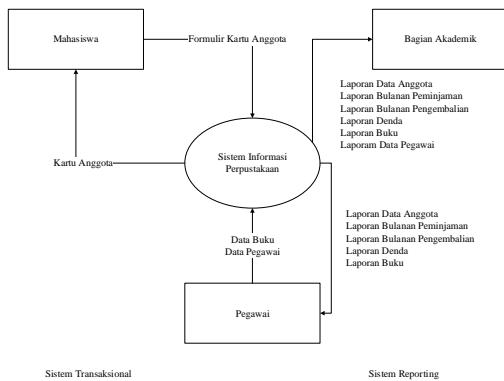 Mahasiswa
Formulir Kartu Anggota
Bagian Akademik
Laporan Data Anggota
Laporan Bulanan Peminjaman
Laporan Bulanan Pengembalian
Laporan Denda
Laporan Buku
Laporam Data Pegawai
Kartu Anggota
Sistem Informasi
Perpustakaan
Laporan Data Anggota
Laporan Bulanan Peminjaman
Laporan Bulanan Pengembalian
Laporan Denda
Laporan Buku
Data Buku
Data Pegawai
Pegawai
Sistem Transaksional
Sistem Reporting